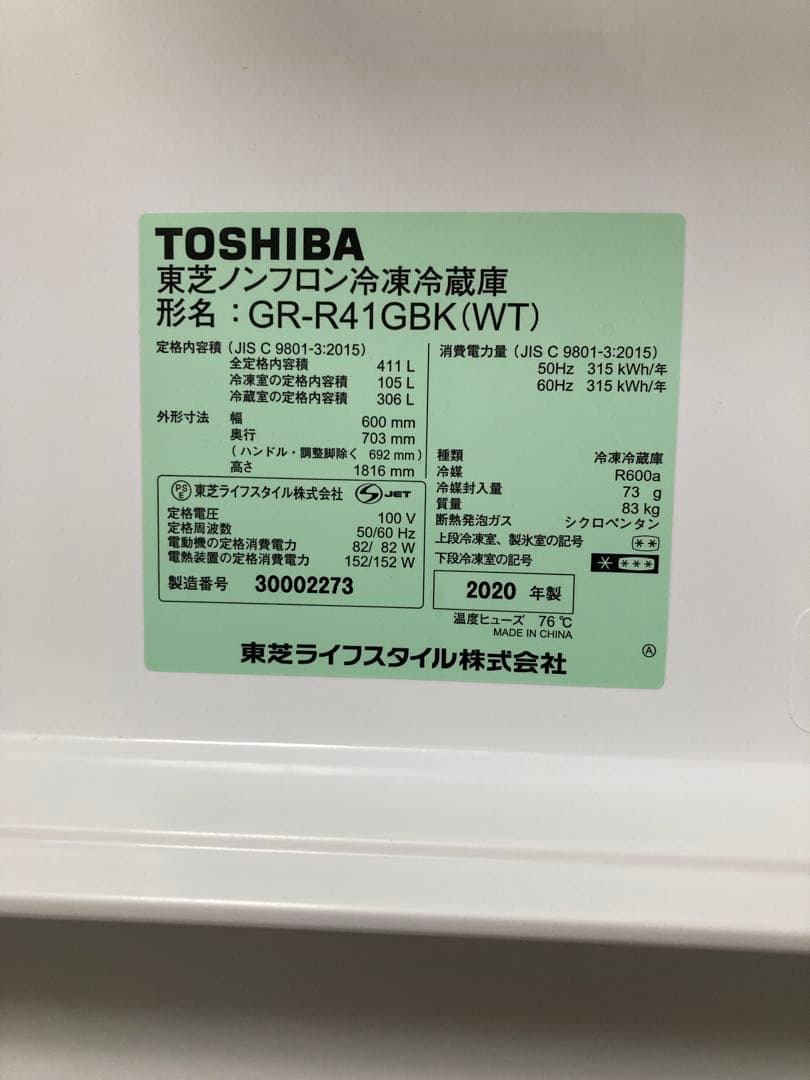 TOSHIBA
東芝ノンフロン冷凍冷蔵庫
形名：GR-R41GBK(WT)
定格内容積（JIS C 9801-3:2015)
全定格内容積 411 L
冷凍室の定格内容積 105 L
冷蔵室の定格内容積 306 L
外形寸法 幅 600 mm
奥行 703 mm
(ハンドル・調整脚除く 692 mm)
高さ 1816 mm
PSE 東芝ライフスタイル株式会社 JET
定格電圧 100 V
定格周波数 50/60 Hz
電動機の定格消費電力 82/ 82 W
電熱装置の定格消費電力 152/152 W
製造番号 30002273
消費電力量（JIS C 9801-3:2015)
50Hz 315 kWh/年
60Hz 315 kWh/年
種類 冷凍冷蔵庫
冷媒 R600a
冷媒封入量 73 g
質量 83 kg
断熱発泡ガス シクロペンタン
上段冷凍室、製氷室の記号 **
下段冷凍室の記号 * ***
2020 年製
温度ヒューズ 76 ℃
MADE IN CHINA
東芝ライフスタイル株式会社
Ⓐ